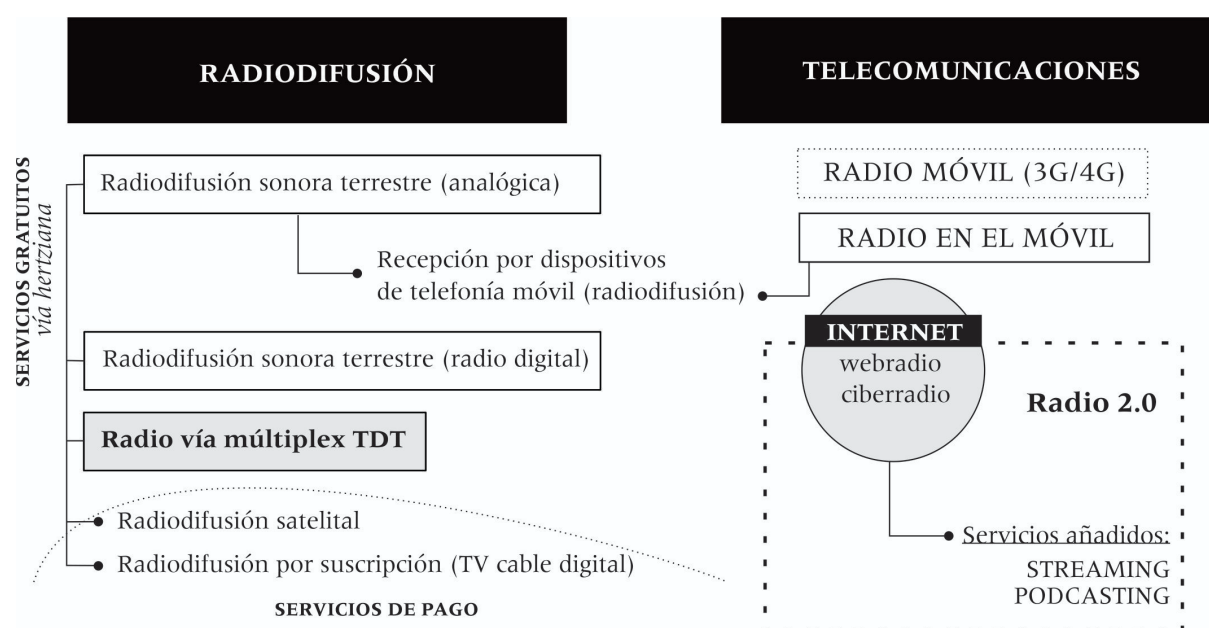 RADIODIFUSIÓN
TELECOMUNICACIONES
SERVICIOS GRATUITOS
vía hertziana
Radiodifusión sonora terrestre (analógica)
Recepción por dispositivos
de telefonía móvil (radiodifusión)
Radiodifusión sonora terrestre (radio digital)
Radio vía múltiplex TDT
Radiodifusión satelital
Radiodifusión por suscripción (TV cable digital)
SERVICIOS DE PAGO
RADIO MÓVIL (3G/4G)
RADIO EN EL MÓVIL
INTERNET
webradio
ciberradio
Radio 2.0
Servicios añadidos:
STREAMING
PODCASTING